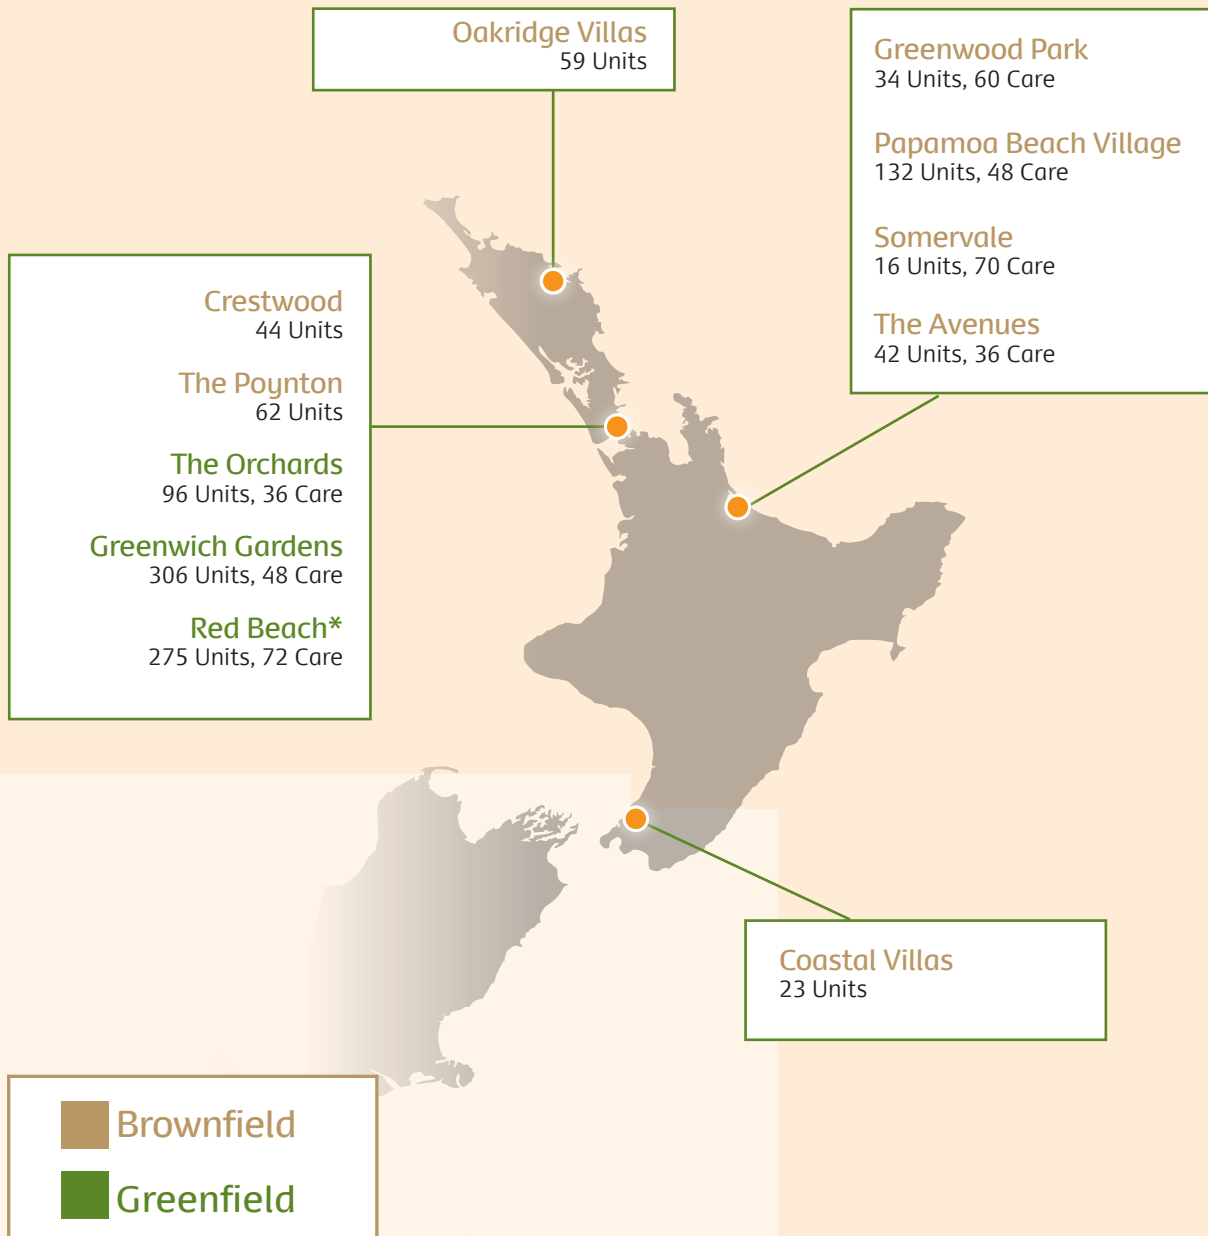 Oakridge Villas
59 Units
Greenwood Park
34 Units, 60 Care
Papamoa Beach Village
132 Units, 48 Care
Somervale
16 Units, 70 Care
The Avenues
42 Units, 36 Care
Crestwood
44 Units
The Poynton
62 Units
The Orchards
96 Units, 36 Care
Greenwich Gardens
306 Units, 48 Care
Red Beach*
275 Units, 72 Care
Coastal Villas
23 Units
Brownfield
Greenfield